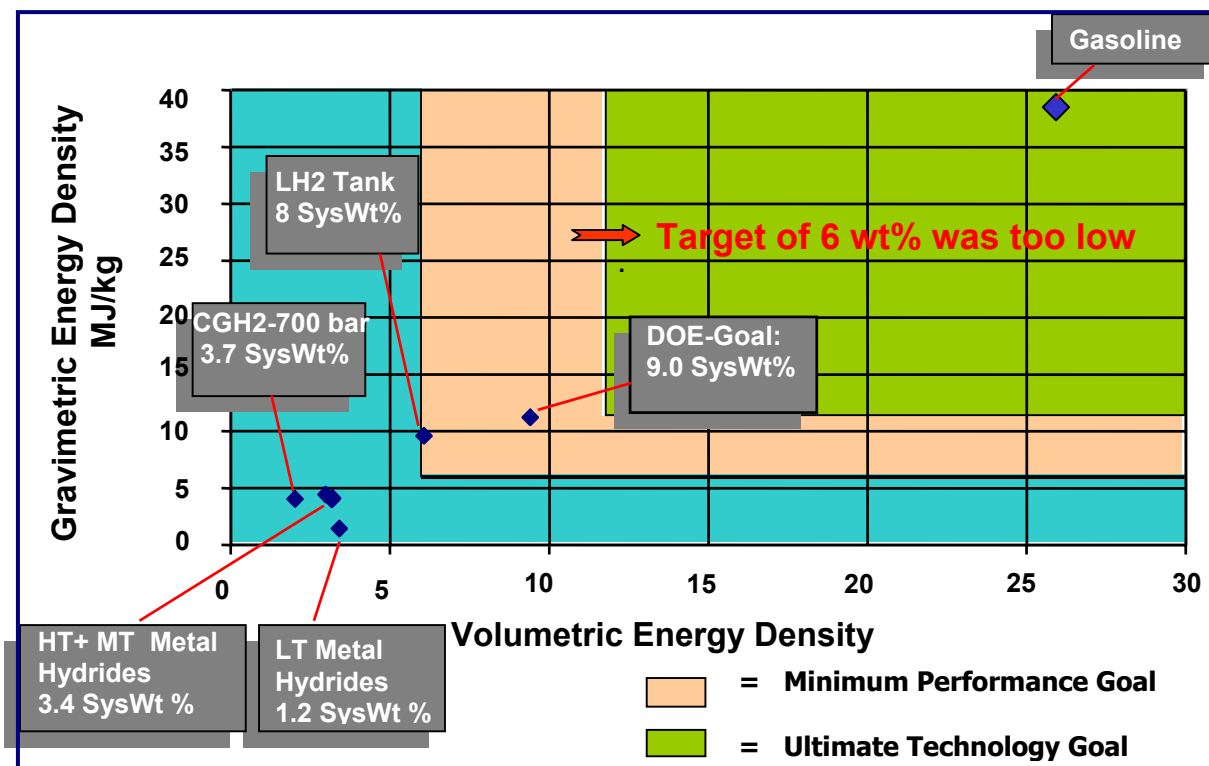 Gasoline
Gravimetric Energy Density
MJ/kg
40
35
30
25
20
15
10
5
0
LH2 Tank
8 SysWt%
Target of 6 wt% was too low
.
CGH2-700 bar
3.7 SysWt%
DOE-Goal:
9.0 SysWt%
0
5
10
15
20
25
30
Volumetric Energy Density
HT+ MT Metal
Hydrides
3.4 SysWt %
LT Metal
Hydrides
1.2 SysWt %
= Minimum Performance Goal
= Ultimate Technology Goal